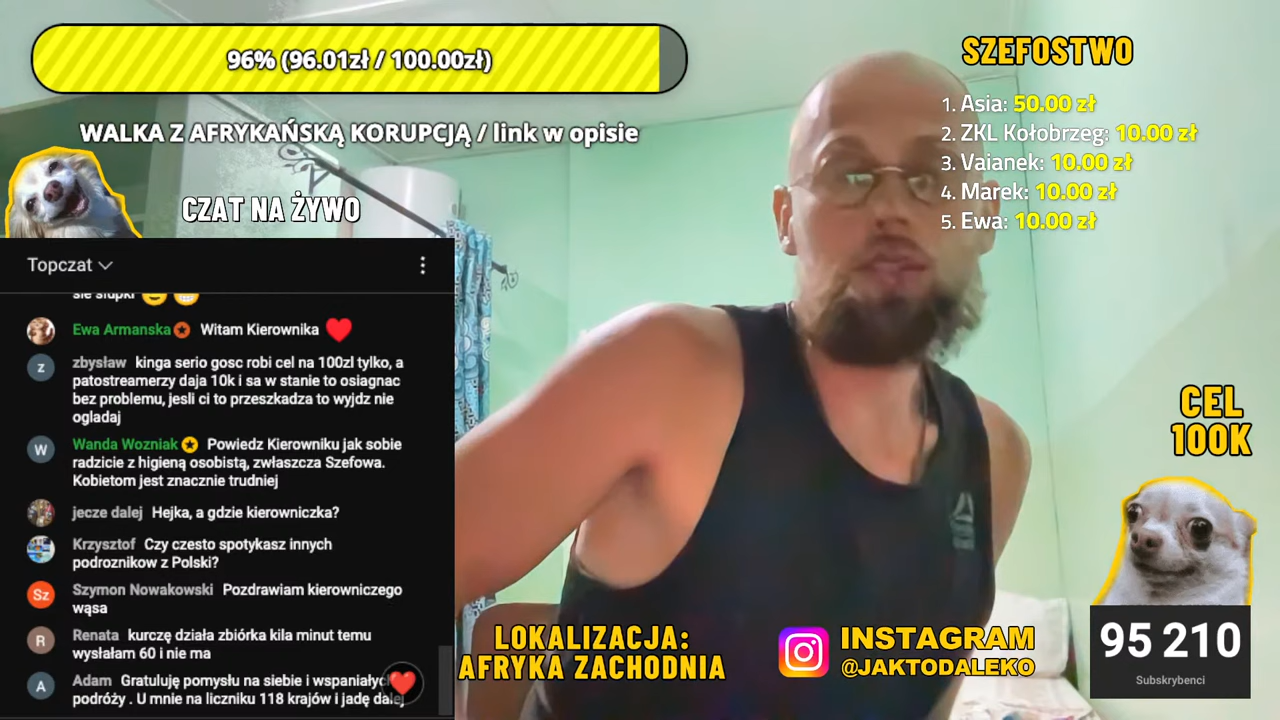 96% (96.01zł / 100.00zł)
WALKA Z AFRYKAŃSKĄ KORUPCJĄ / link w opisie
SZEFOSTWO
1. Asia: 50.00 zł
2. ZKL Kołobrzeg: 10.00 zł
3. Vaianek: 10.00 zł
4. Marek: 10.00 zł
5. Ewa: 10.00 zł
CZAT NA ŻYWO
Topczat
się słupki
Ewa Armanska Witam Kierownika
zbysław kinga serio gosc robi cel na 100zl tylko, a
patostreamerzy daja 10k i sa w stanie to osiagnac
bez problemu, jesli ci to przeszkadza to wyjdz nie
ogladaj
Wanda Wozniak Powiedz Kierowniku jak sobie
radzicie z higieną osobistą, zwłaszcza Szefowa.
Kobietom jest znacznie trudniej
jecze dalej Hejka, a gdzie kierowniczka?
Krzysztof Czy czesto spotykasz innych
podroznikow z Polski?
Szymon Nowakowski Pozdrawiam kierowniczego
wąsa
Renata kurczę działa zbiórka kila minut temu
wysłałam 60 i nie ma
Adam Gratuluję pomysłu na siebie i wspaniałych
podróży . U mnie na liczniku 118 krajów i jadę dalej
LOKALIZACJA:
AFRYKA ZACHODNIA
INSTAGRAM
@JAKTODALEKO
CEL
100K
95 210
Subskrybenci